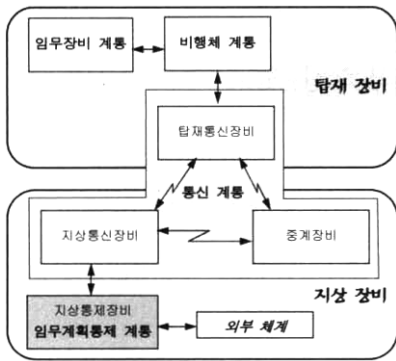 임무장비 계통
비행체 계통
탑재 장비
탑재통신장비
통신 계통
지상통신장비
중계장비
지상 장비
지상통제장비
임무계획통제 계통
외부 체계